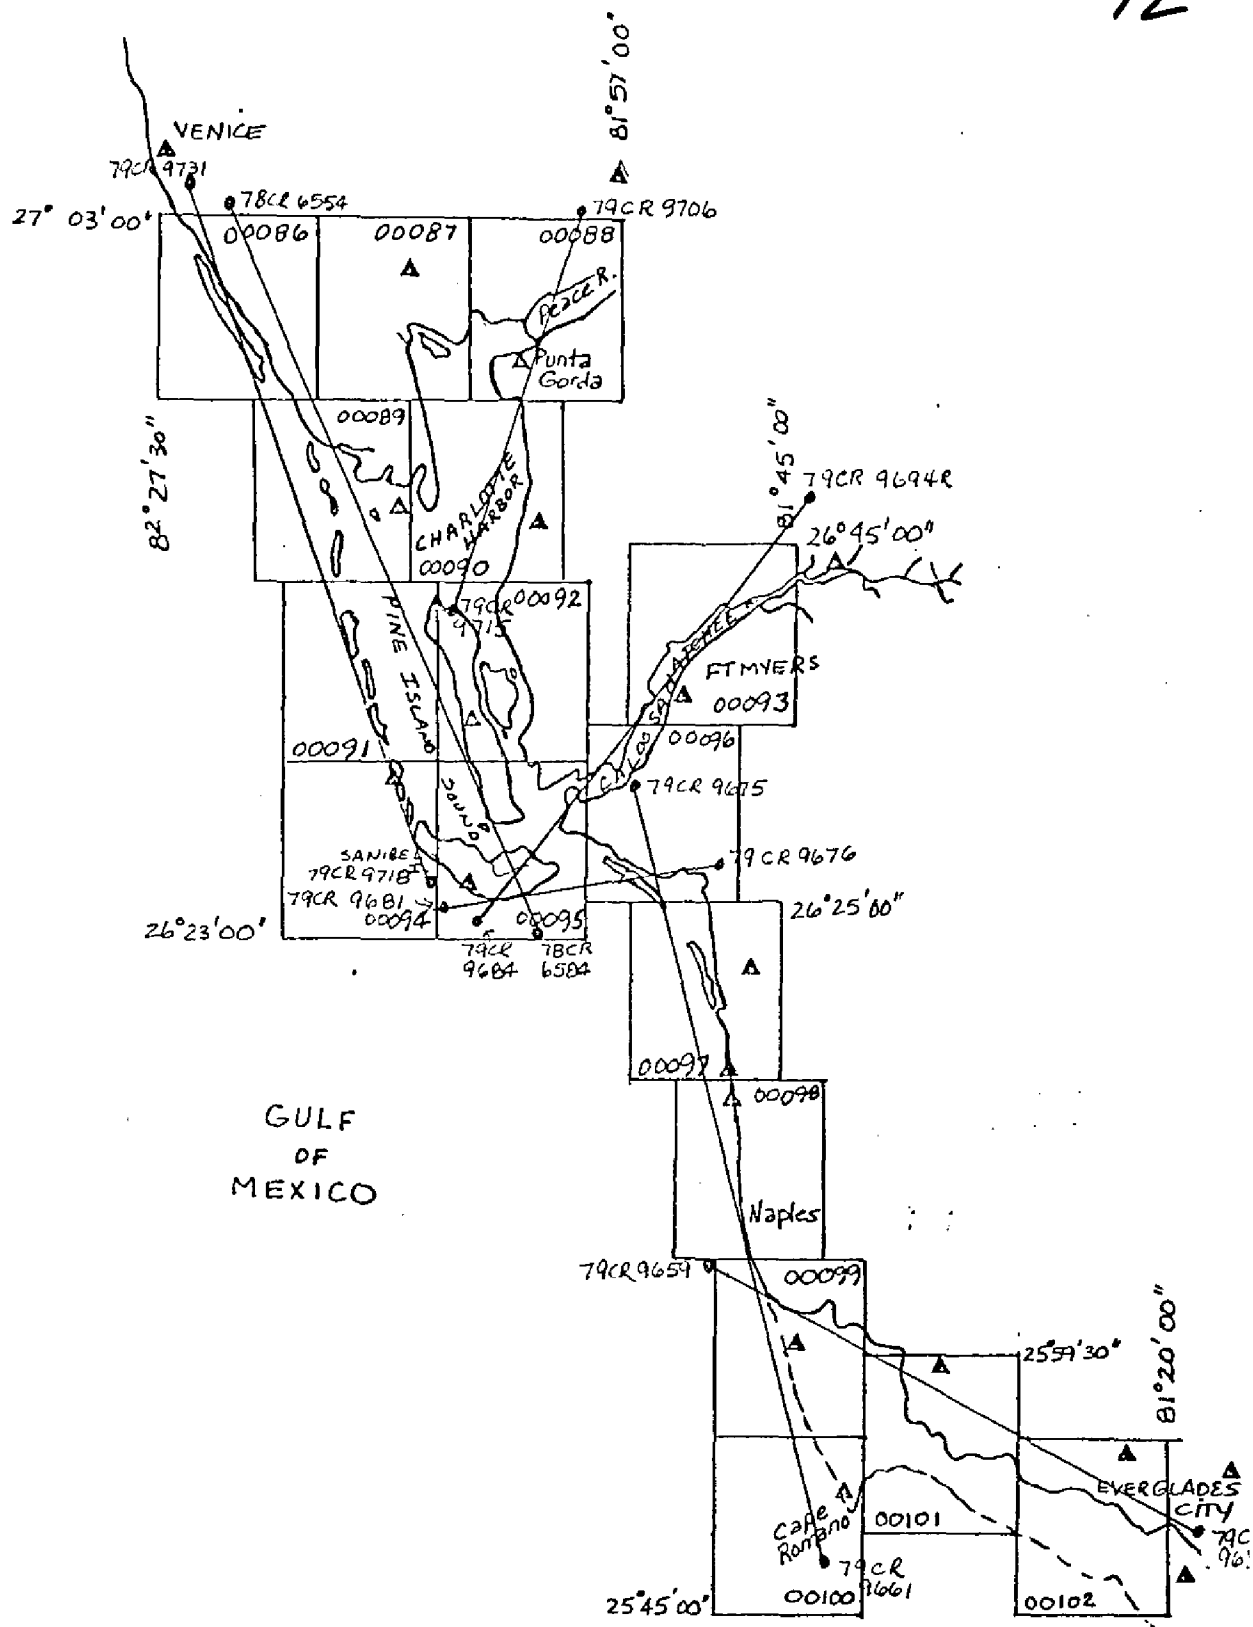 12
81°57'00"
VENICE
79CR 9731
78CR 6554
79CR 9706
27° 03'00"
00086
00087
00088
Peace R.
Punta
Gorda
82°27'30"
00089
CHARLOTTE
HARBOR
00090
81°45'00"
79CR 9694R
26°45'00"
PINE ISLAND
SOUND
79CR
9715
00092
CALOOSAHATCHEE
FT MYERS
00093
00091
00096
79CR 9675
SANIBEL
79CR 9718
79CR 9681
00094
79CR 9676
26°23'00"
79CR
9684
00095
78CR
6584
26°25'00"
00097
00098
GULF
OF
MEXICO
Naples
79CR 9659
00099
25°59'30"
81°20'00"
EVERGLADES
CITY
79C
Cape
Romano
00101
79CR
9661
25°45'00"
00100
00102